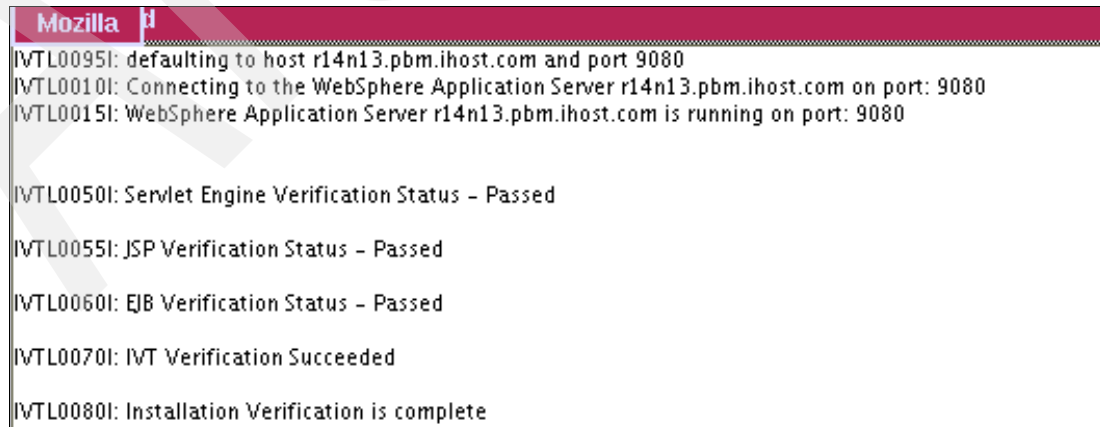 Mozilla d
IVTL0095I: defaulting to host r14n13.pbm.ihost.com and port 9080
IVTL0010I: Connecting to the WebSphere Application Server r14n13.pbm.ihost.com on port: 9080
IVTL0015I: WebSphere Application Server r14n13.pbm.ihost.com is running on port: 9080
IVTL0050I: Servlet Engine Verification Status – Passed
IVTL0055I: JSP Verification Status – Passed
IVTL0060I: EJB Verification Status – Passed
IVTL0070I: IVT Verification Succeeded
IVTL0080I: Installation Verification is complete